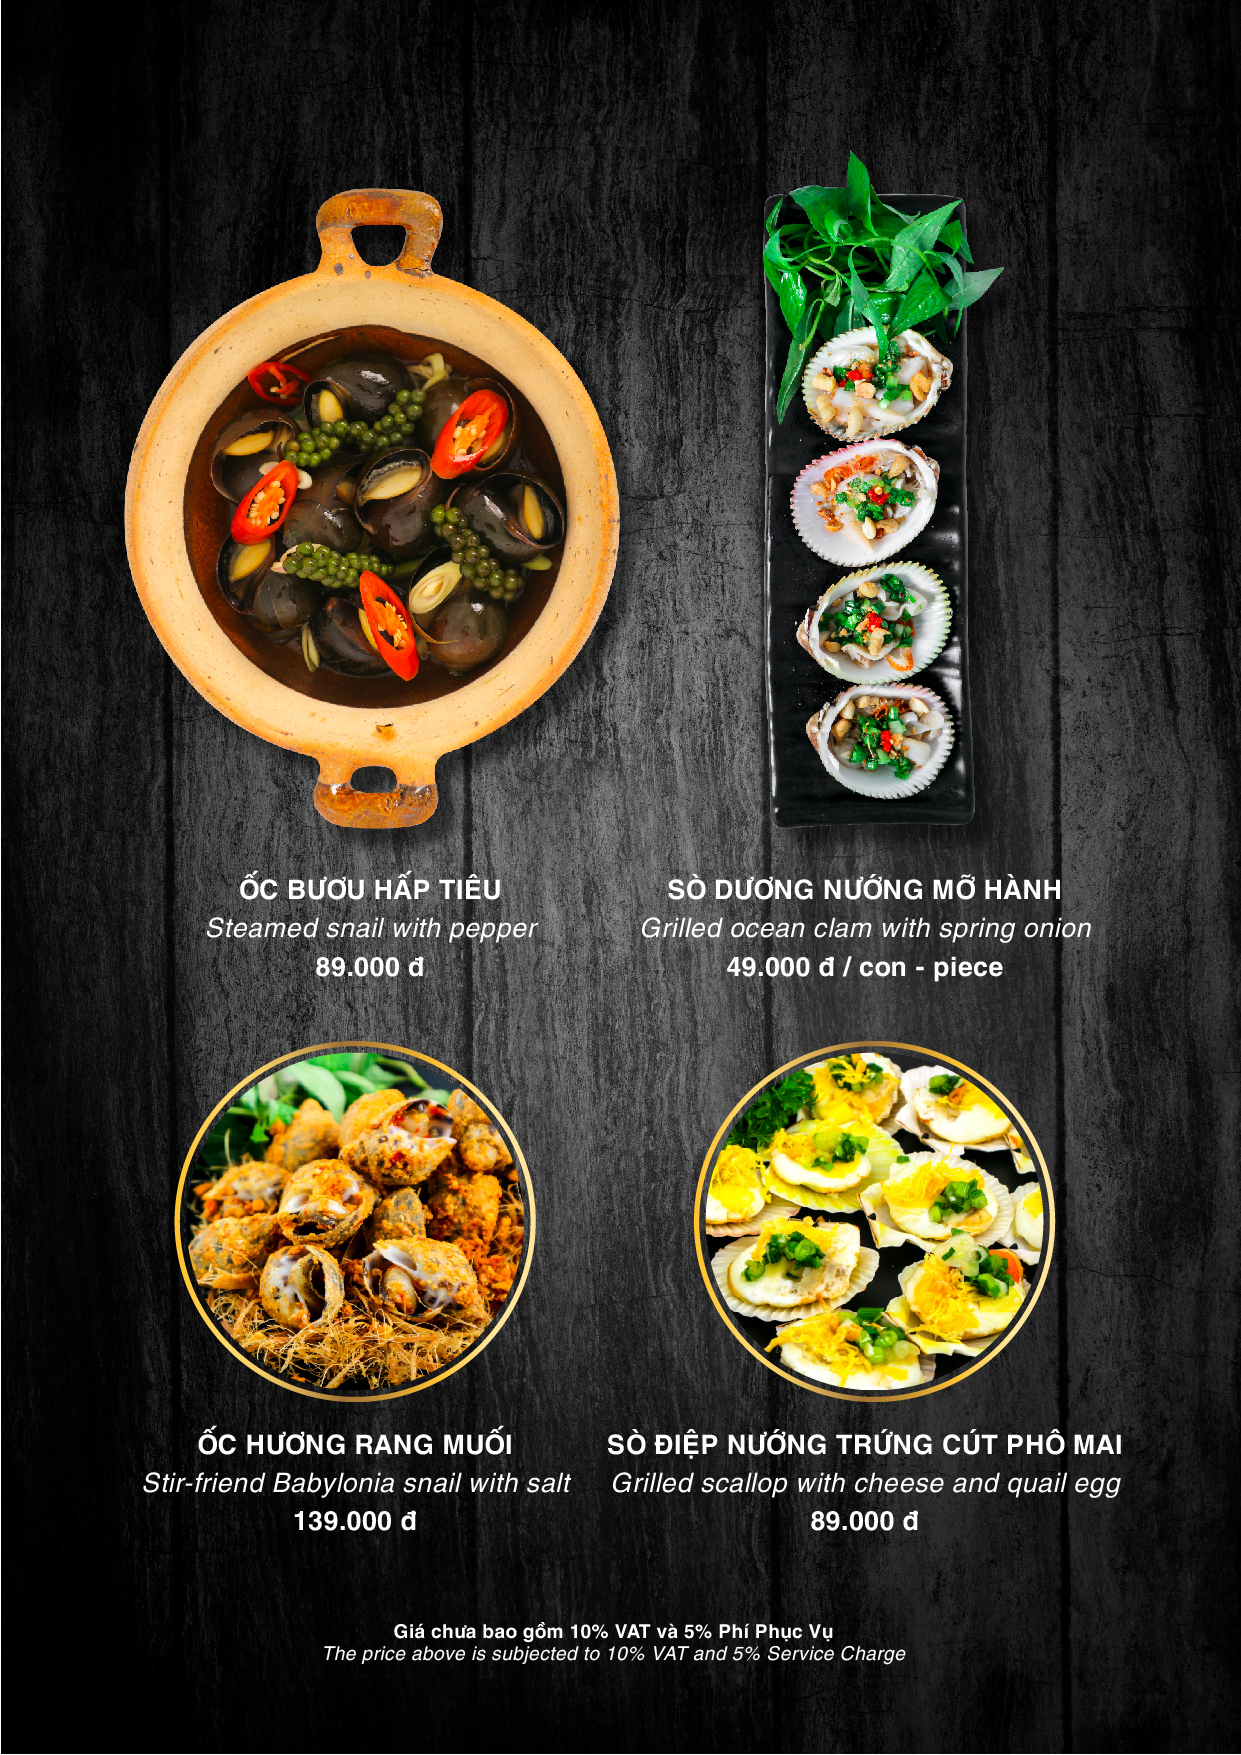 ỐC BƯƠU HẤP TIÊU
Steamed snail with pepper
89.000 đ
SÒ DƯƠNG NƯỚNG MỠ HÀNH
Grilled ocean clam with spring onion
49.000 đ / con - piece
ỐC HƯƠNG RANG MUỐI
Stir-friend Babylonia snail with salt
139.000 đ
SÒ ĐIỆP NƯỚNG TRỨNG CÚT PHÔ MAI
Grilled scallop with cheese and quail egg
89.000 đ
Giá chưa bao gồm 10% VAT và 5% Phí Phục Vụ
The price above is subjected to 10% VAT and 5% Service Charge